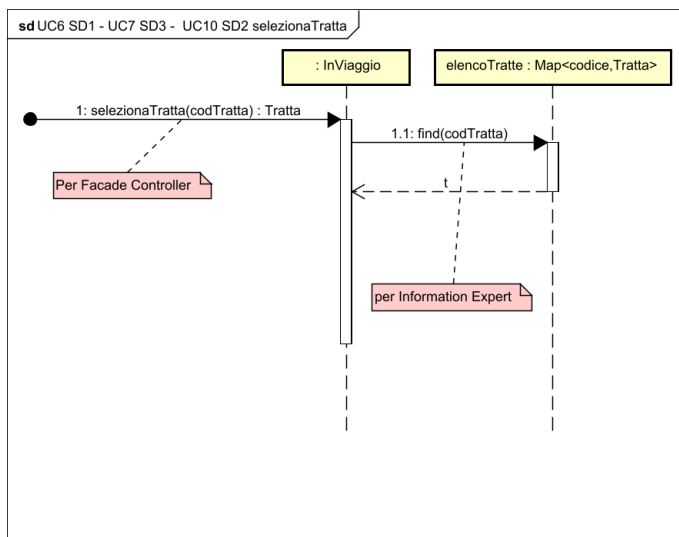 sd UC6 SD1 - UC7 SD3 -  UC10 SD2 selezionaTratta
: InViaggio
elencoTratte : Map<codice,Tratta>
1: selezionaTratta(codTratta) : Tratta
1.1: find(codTratta)
Per Facade Controller
t
per Information Expert